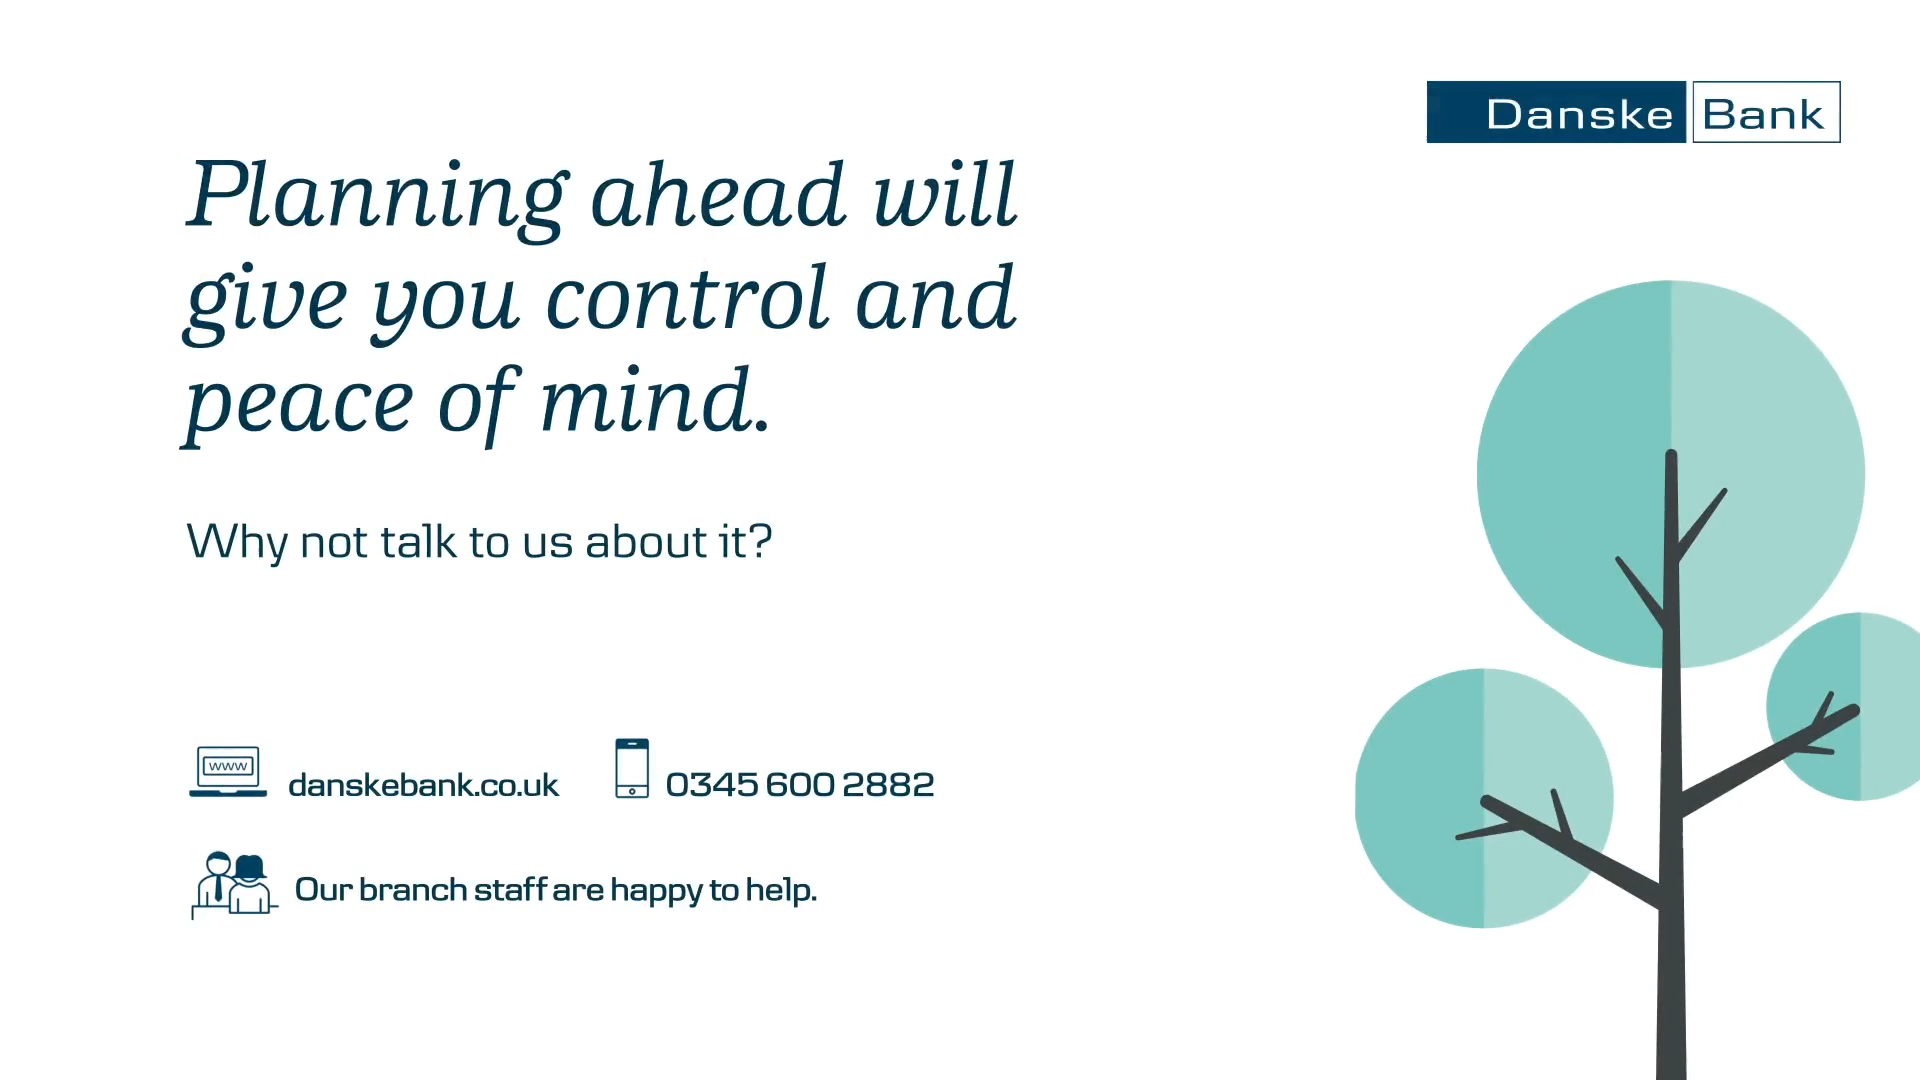 Danske Bank
Planning ahead will
give you control and
peace of mind.
Why not talk to us about it?
www
danskebank.co.uk
0345 600 2882
Our branch staff are happy to help.